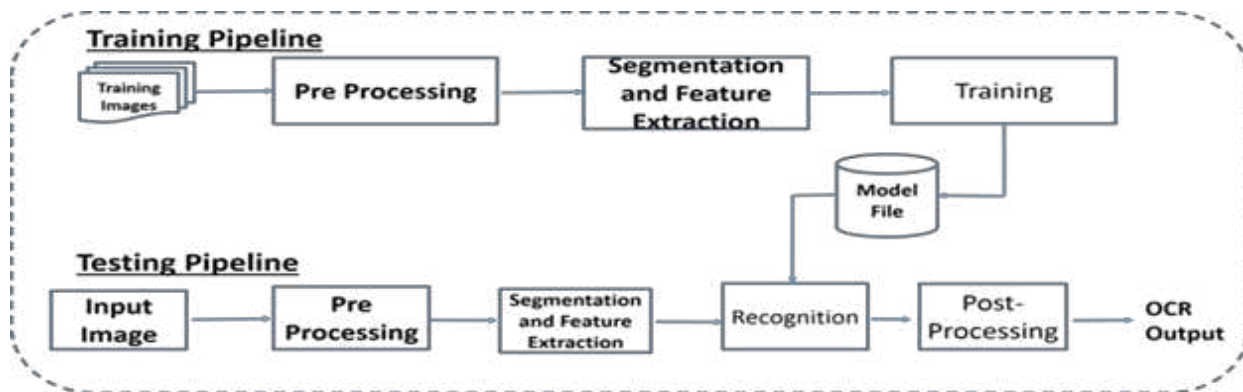 Training Pipeline
Training
Images
Pre Processing
Segmentation
and Feature
Extraction
Training
Model
File
Testing Pipeline
Input
Image
Pre
Processing
Segmentation
and Feature
Extraction
Recognition
Post-
Processing
OCR
Output